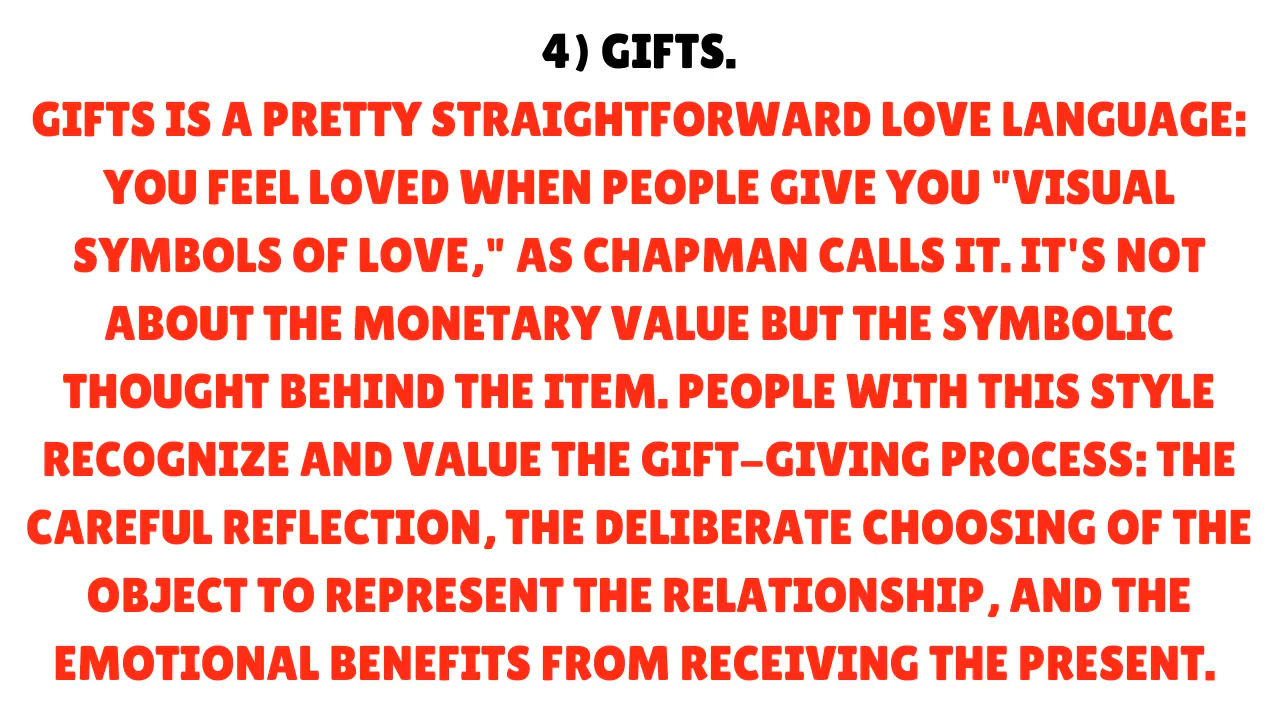 4) GIFTS.
GIFTS IS A PRETTY STRAIGHTFORWARD LOVE LANGUAGE:
YOU FEEL LOVED WHEN PEOPLE GIVE YOU "VISUAL
SYMBOLS OF LOVE," AS CHAPMAN CALLS IT. IT'S NOT
ABOUT THE MONETARY VALUE BUT THE SYMBOLIC
THOUGHT BEHIND THE ITEM. PEOPLE WITH THIS STYLE
RECOGNIZE AND VALUE THE GIFT-GIVING PROCESS: THE
CAREFUL REFLECTION, THE DELIBERATE CHOOSING OF THE
OBJECT TO REPRESENT THE RELATIONSHIP, AND THE
EMOTIONAL BENEFITS FROM RECEIVING THE PRESENT.